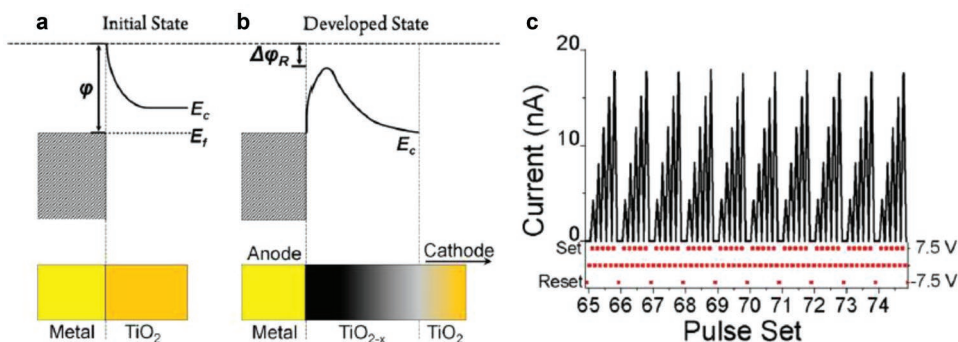 a Initial State
φ
E_c
E_f
Metal TiO₂
b Developed State
Δφ_R
E_c
Anode Cathode
Metal TiO₂₋ₓ TiO₂
c
20
10
0
Current (nA)
Set 7.5 V
Reset -7.5 V
65 66 67 68 69 70 71 72 73 74
Pulse Set